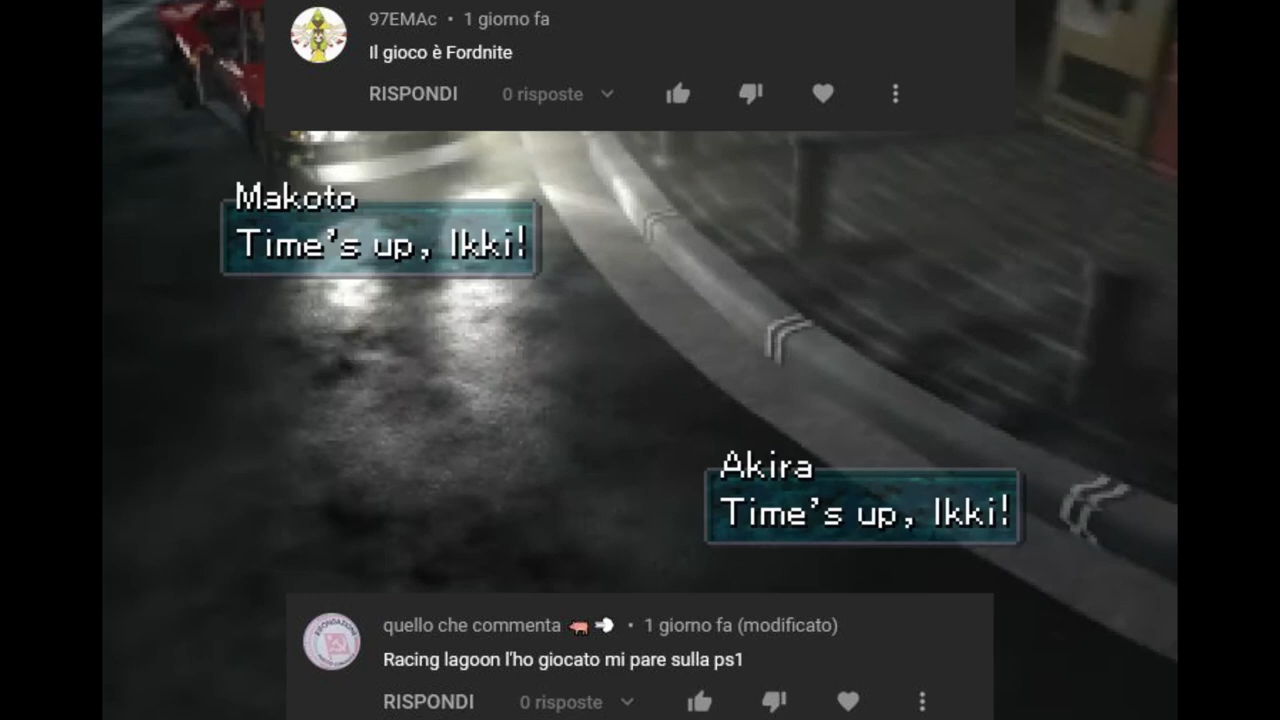 97EMAc • 1 giorno fa
Il gioco è Fordnite
RISPONDI 0 risposte
Makoto
Time's up, Ikki!
Akira
Time's up, Ikki!
quello che commenta 🐖💨 • 1 giorno fa (modificato)
Racing lagoon l'ho giocato mi pare sulla ps1
RISPONDI 0 risposte